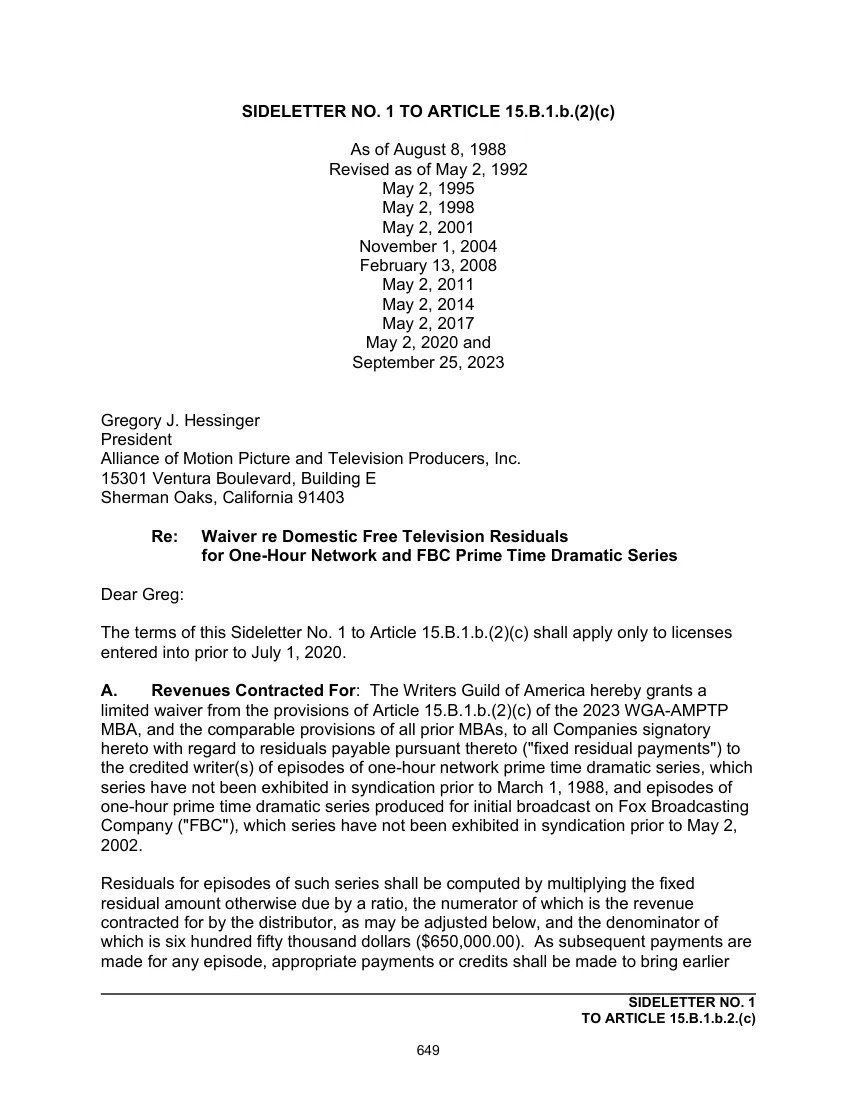 SIDELETTER NO. 1 TO ARTICLE 15.B.1.b.(2)(c)
As of August 8, 1988
Revised as of May 2, 1992
May 2, 1995
May 2, 1998
May 2, 2001
November 1, 2004
February 13, 2008
May 2, 2011
May 2, 2014
May 2, 2017
May 2, 2020 and
September 25, 2023
Gregory J. Hessinger
President
Alliance of Motion Picture and Television Producers, Inc.
15301 Ventura Boulevard, Building E
Sherman Oaks, California 91403
Re: Waiver re Domestic Free Television Residuals
for One-Hour Network and FBC Prime Time Dramatic Series
Dear Greg:
The terms of this Sideletter No. 1 to Article 15.B.1.b.(2)(c) shall apply only to licenses
entered into prior to July 1, 2020.
A. Revenues Contracted For: The Writers Guild of America hereby grants a
limited waiver from the provisions of Article 15.B.1.b.(2)(c) of the 2023 WGA-AMPTP
MBA, and the comparable provisions of all prior MBAs, to all Companies signatory
hereto with regard to residuals payable pursuant thereto ("fixed residual payments") to
the credited writer(s) of episodes of one-hour network prime time dramatic series, which
series have not been exhibited in syndication prior to March 1, 1988, and episodes of
one-hour prime time dramatic series produced for initial broadcast on Fox Broadcasting
Company ("FBC"), which series have not been exhibited in syndication prior to May 2,
2002.
Residuals for episodes of such series shall be computed by multiplying the fixed
residual amount otherwise due by a ratio, the numerator of which is the revenue
contracted for by the distributor, as may be adjusted below, and the denominator of
which is six hundred fifty thousand dollars ($650,000.00). As subsequent payments are
made for any episode, appropriate payments or credits shall be made to bring earlier
SIDELETTER NO. 1
TO ARTICLE 15.B.1.b.2.(c)
649